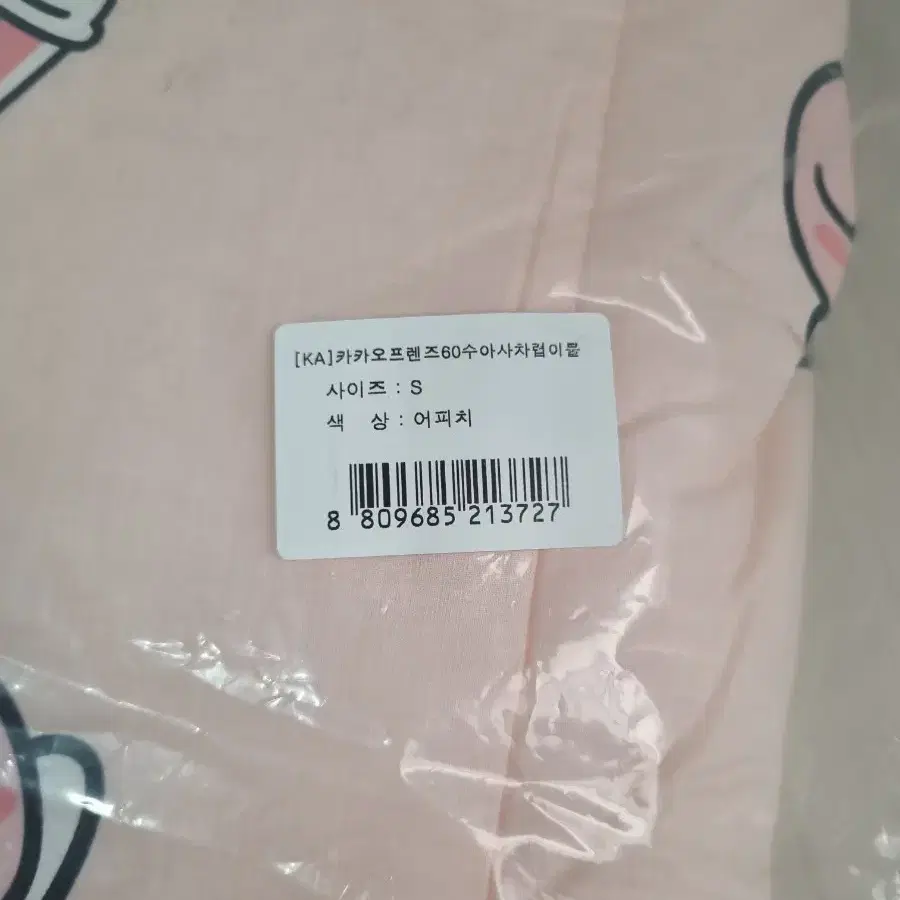 [KA]카카오프렌즈60수아사차렵이불
사이즈 : S
색 상 : 어피치
8 809685 213727